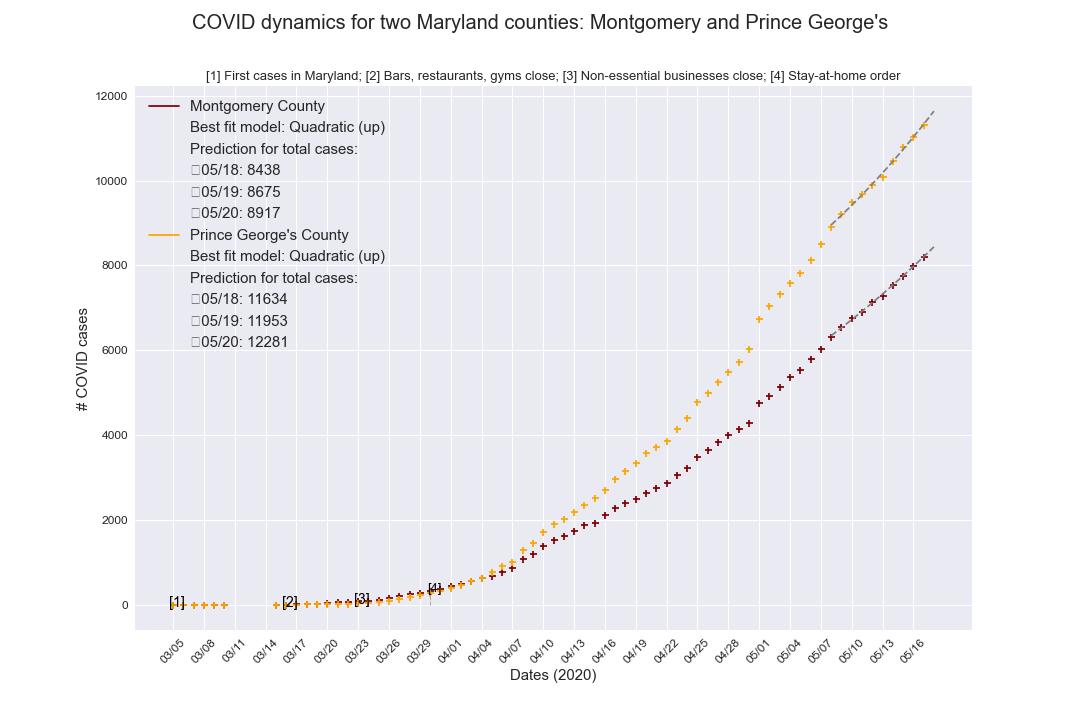 COVID dynamics for two Maryland counties: Montgomery and Prince George's
[1] First cases in Maryland; [2] Bars, restaurants, gyms close; [3] Non-essential businesses close; [4] Stay-at-home order
Montgomery County
Best fit model: Quadratic (up)
Prediction for total cases:
05/18: 8438
05/19: 8675
05/20: 8917
Prince George's County
Best fit model: Quadratic (up)
Prediction for total cases:
05/18: 11634
05/19: 11953
05/20: 12281
# COVID cases
12000
10000
8000
6000
4000
2000
0
[1] [2] [3] [4]
03/05 03/08 03/11 03/14 03/17 03/20 03/23 03/26 03/29 04/01 04/04 04/07 04/10 04/13 04/16 04/19 04/22 04/25 04/28 05/01 05/04 05/07 05/10 05/13 05/16
Dates (2020)